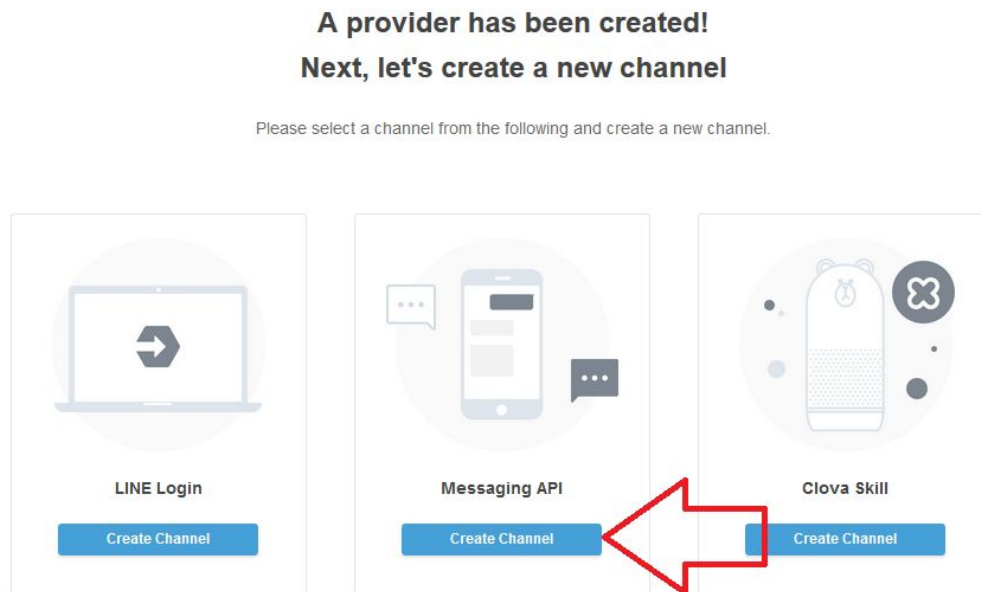 A provider has been created!
Next, let's create a new channel
Please select a channel from the following and create a new channel.
LINE Login
Create Channel
Messaging API
Create Channel
Clova Skill
Create Channel